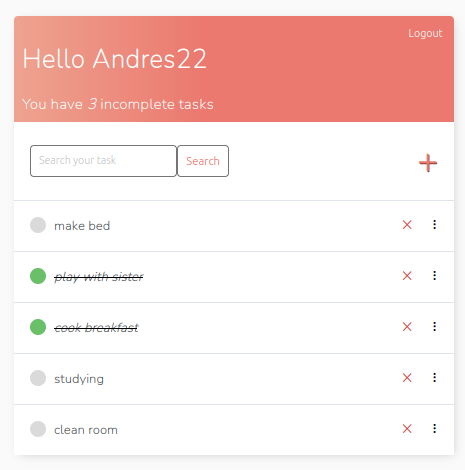 Logout
Hello Andres22
You have 3 incomplete tasks
Search your task
Search
make bed
play with sister
cook breakfast
studying
clean room